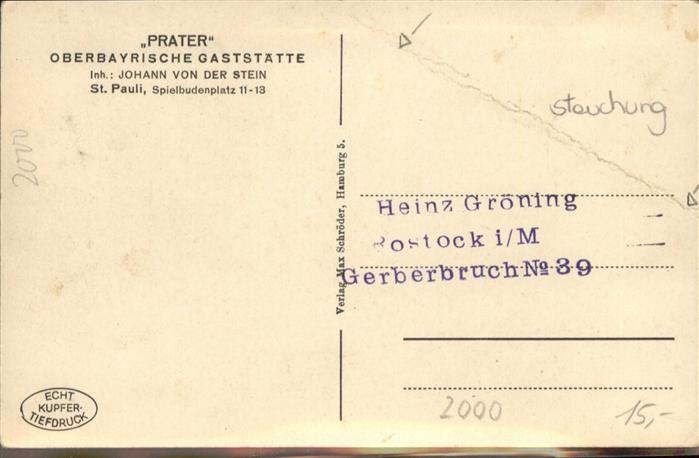 „PRATER“
OBERBAYRISCHE GASTSTÄTTE
Inh.: JOHANN VON DER STEIN
St. Pauli, Spielbudenplatz 11-13
2000
Verlag Max Schröder, Hamburg 5.
stauchung
Heinz Gröning
Rostock i/M
Gerberbruch № 39
ECHT
KUPFER-
TIEFDRUCK
2000
15,-